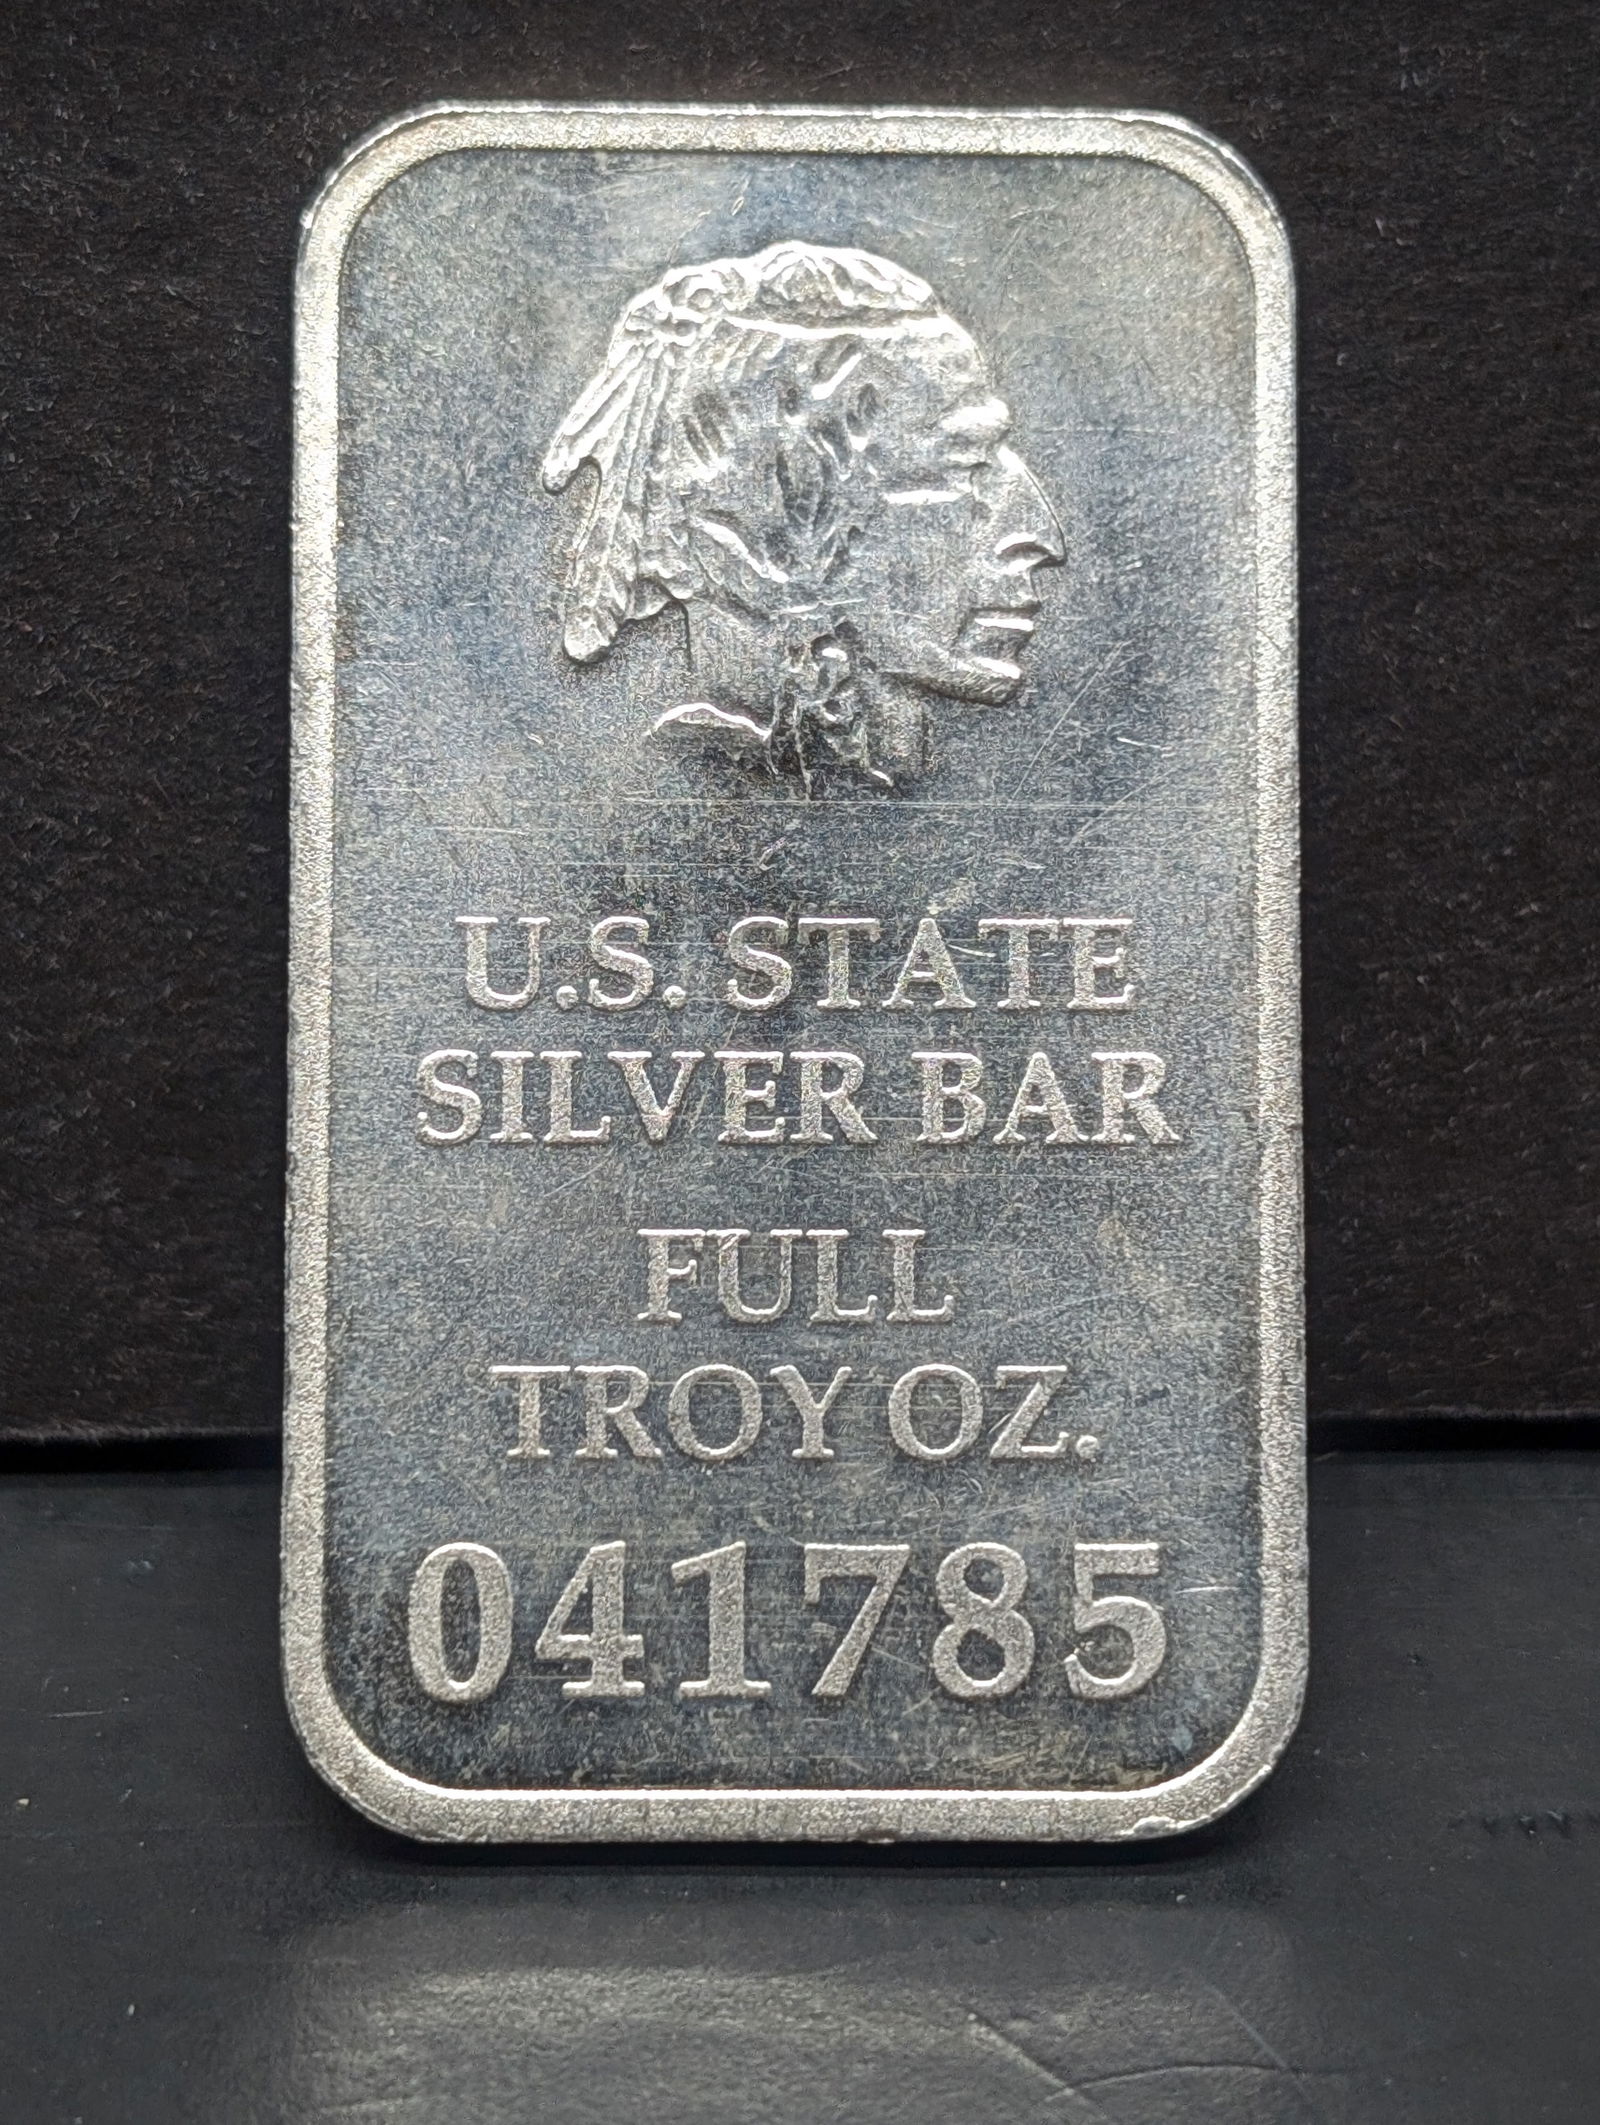 U.S. STATE
SILVER BAR
FULL
TROY OZ.
041785